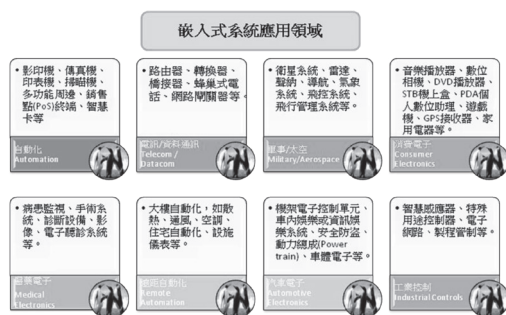 嵌入式系統應用領域
• 影印機、傳真機、
印表機、掃瞄機、
多功能周邊、銷售
點(PoS)終端、智慧
卡等
自動化
Automation
• 路由器、轉換器、
橋接器、蜂巢式電
話、網路閘關器等。
電訊/資料通訊
Telecom /
Datacom
• 衛星系統、雷達、
聲納、導航、氣象
系統、飛控系統、
飛行管理系統等。
軍事/太空
Military/Aerospace
• 音樂播放器、數位
相機、DVD播放器、
STB機上盒、PDA個
人數位助理、遊戲
機、GPS接收器、家
用電器等。
消費電子
Consumer
Electronics
• 病患監視、手術系
統、診斷設備、影
像、電子聽診系統
等。
醫療電子
Medical
Electronics
• 大樓自動化，如散
熱、通風、空調、
住宅自動化、設施
儀表等。
遠距自動化
Remote
Automation
• 機架電子控制單元、
車內娛樂或資訊娛
樂系統、安全防盜、
動力總成(Power
train)、車體電子等。
汽車電子
Automotive
Electronics
• 智慧感應器、特殊
用途控制器、電子
網路、製程管制等。
工業控制
Industrial Controls